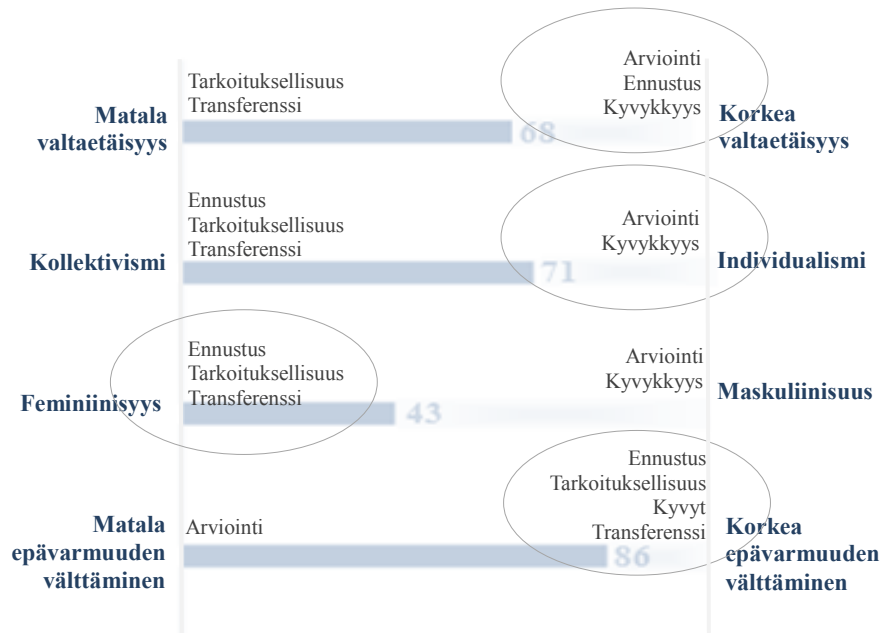 Tarkoituksellisuus
Transferenssi
Arviointi
Ennustus
Kyvykkyys
Matala
valtaetäisyys
68
Korkea
valtaetäisyys
Ennustus
Tarkoituksellisuus
Transferenssi
Arviointi
Kyvykkyys
Kollektivismi
71
Individualismi
Ennustus
Tarkoituksellisuus
Transferenssi
Arviointi
Kyvykkyys
Feminiinisyys
43
Maskuliinisuus
Ennustus
Tarkoituksellisuus
Kyvyt
Transferenssi
Arviointi
Matala
epävarmuuden
välttäminen
86
Korkea
epävarmuuden
välttäminen